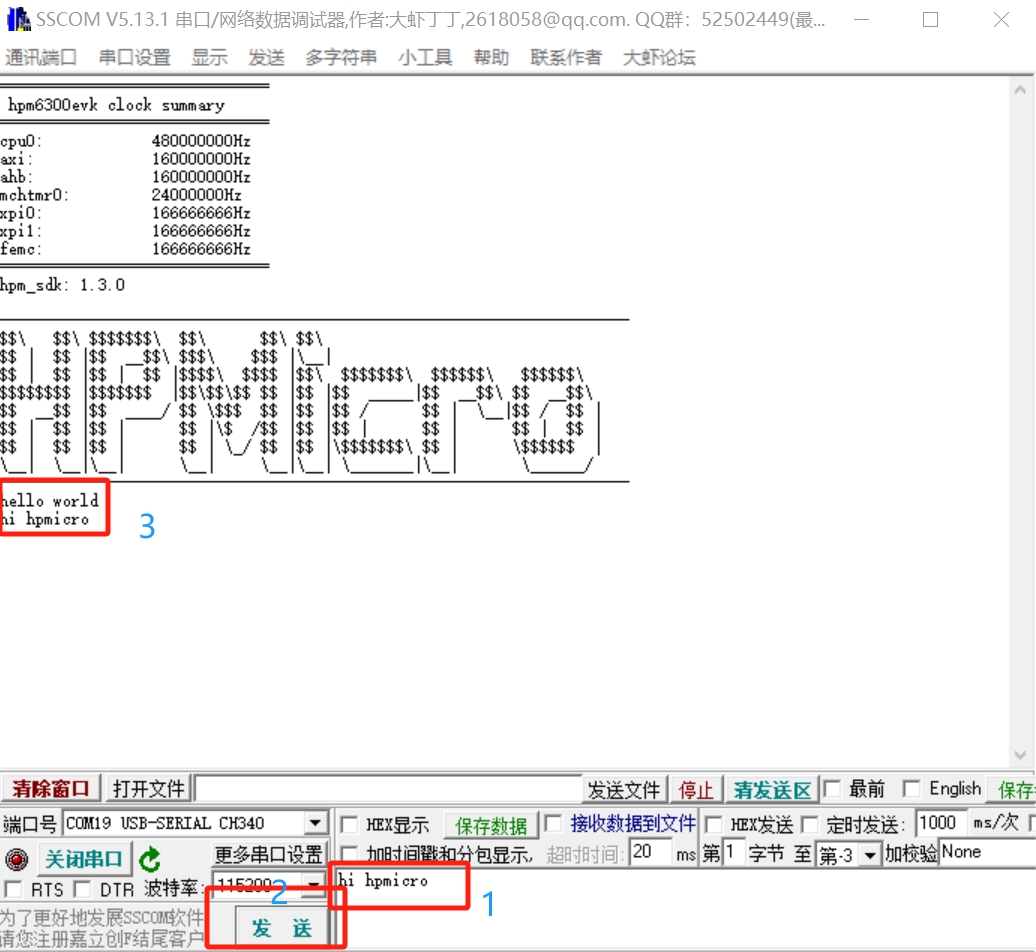 SSCOM V5.13.1 串口/网络数据调试器,作者:大虾丁丁,2618058@qq.com. QQ群：52502449(最...
通讯端口 串口设置 显示 发送 多字符串 小工具 帮助 联系作者 大虾论坛
hpm6300evk clock summary
cpu0: 480000000Hz
axi: 160000000Hz
ahb: 160000000Hz
mchtmr0: 24000000Hz
xpi0: 166666666Hz
xpi1: 166666666Hz
femc: 166666666Hz
hpm_sdk: 1.3.0
HPMicro
hello world
hi hpmicro
3
清除窗口 打开文件 发送文件 停止 清发送区 最前 English 保存
端口号 COM19 USB-SERIAL CH340 HEX显示 保存数据 接收数据到文件 HEX发送 定时发送: 1000 ms/次
关闭串口 更多串口设置 加时间戳和分包显示, 超时时间: 20 ms 第 1 字节 至 第-3 加校验 None
RTS DTR 波特率: 115200 2 hi hpmicro 1
为了更好地发展SSCOM软件
请您注册嘉立创F结尾客户
发 送